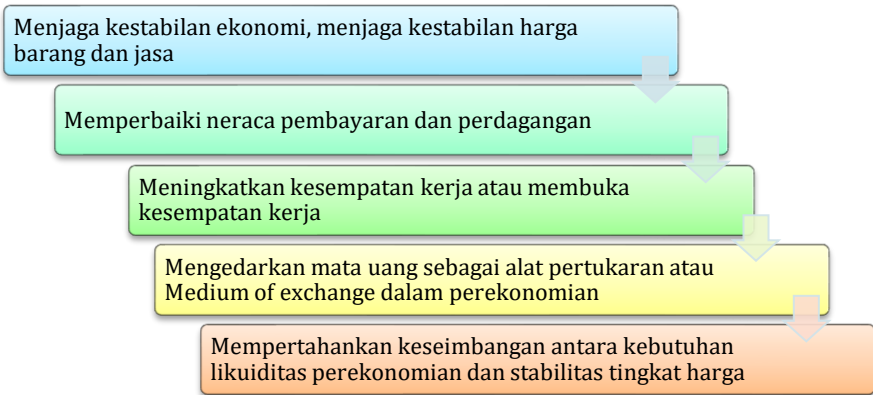 Menjaga kestabilan ekonomi, menjaga kestabilan harga
barang dan jasa
Memperbaiki neraca pembayaran dan perdagangan
Meningkatkan kesempatan kerja atau membuka
kesempatan kerja
Mengedarkan mata uang sebagai alat pertukaran atau
Medium of exchange dalam perekonomian
Mempertahankan keseimbangan antara kebutuhan
likuiditas perekonomian dan stabilitas tingkat harga